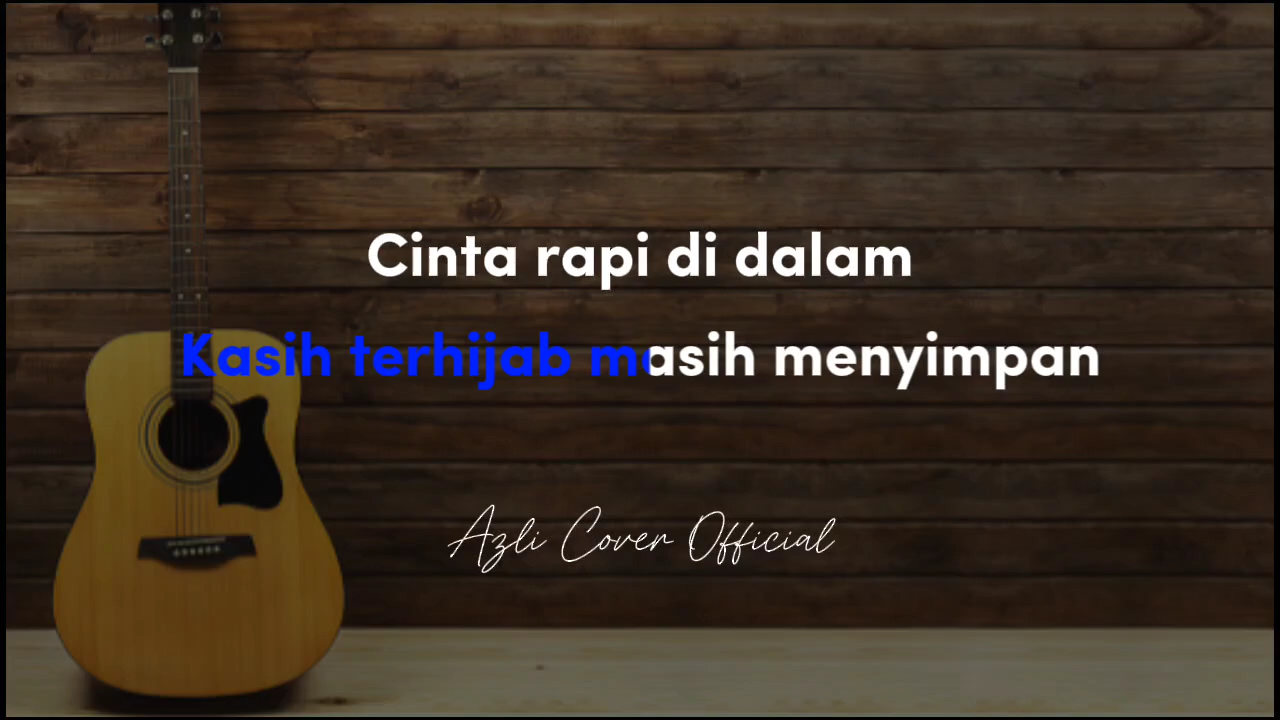 Cinta rapi di dalam
Kasih terhijab masih menyimpan
Azli Cover Official